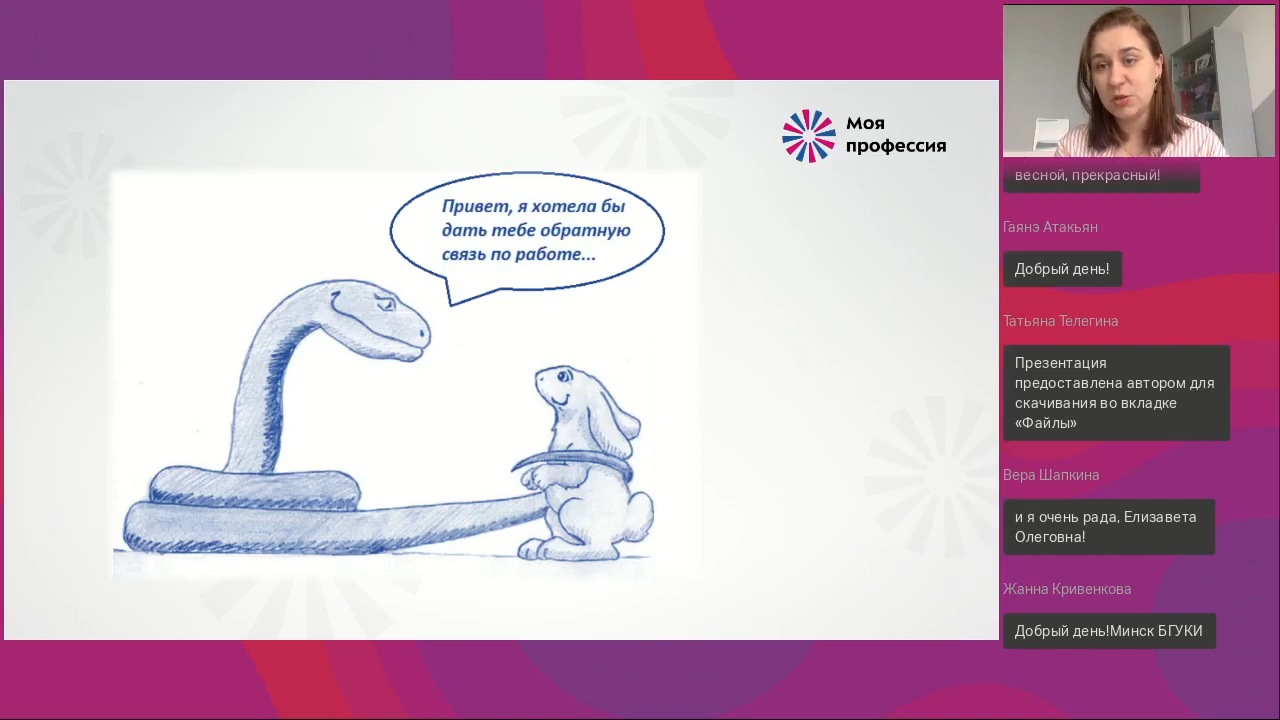 Моя
профессия
Привет, я хотела бы
дать тебе обратную
связь по работе...
весной, прекрасный!
Гаянэ Атакьян
Добрый день!
Татьяна Телегина
Презентация
предоставлена автором для
скачивания во вкладке
«Файлы»
Вера Шапкина
и я очень рада, Елизавета
Олеговна!
Жанна Кривенкова
Добрый день!Минск БГУКИ